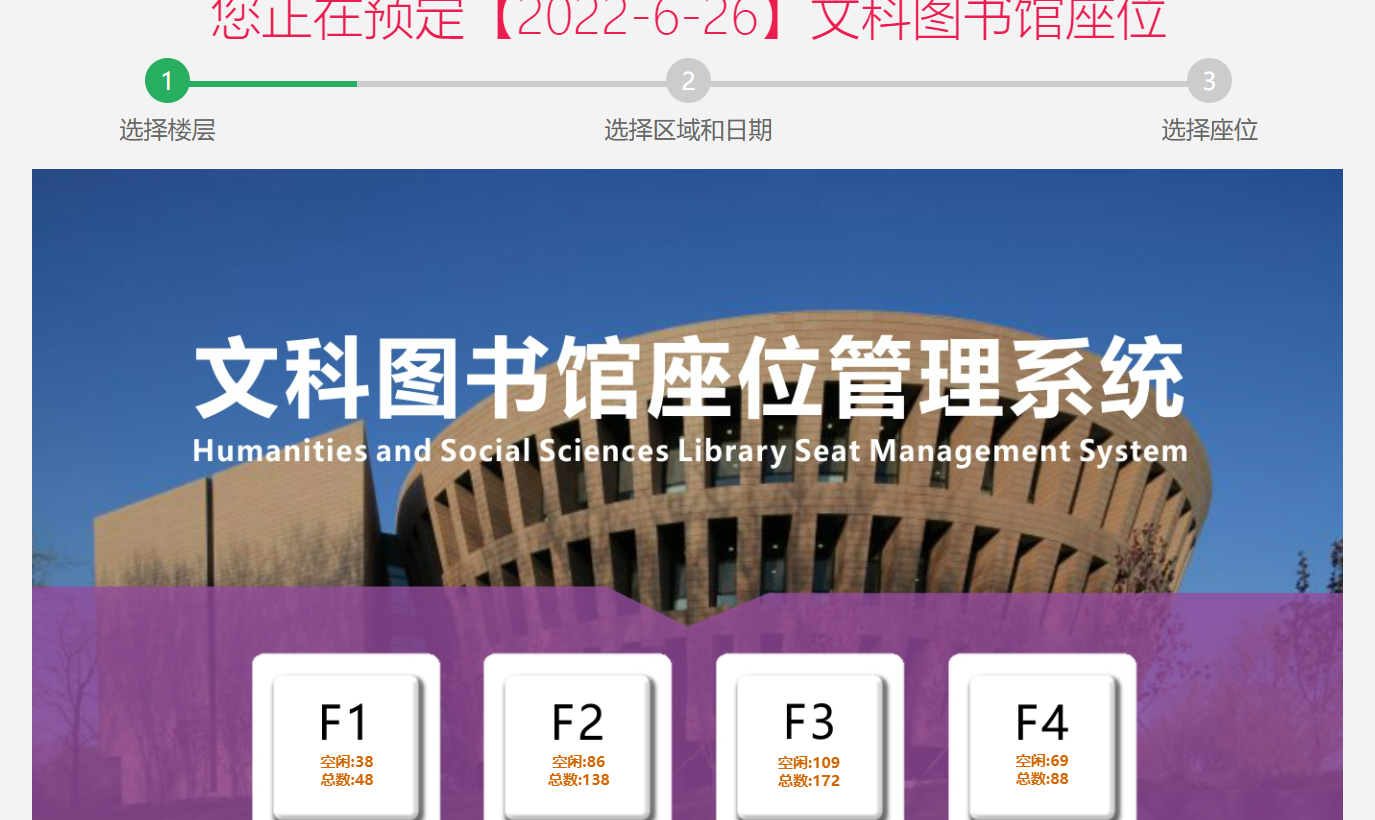 您正在预定【2022-6-26】文科图书馆座位
1
2
3
选择楼层
选择区域和日期
选择座位
文科图书馆座位管理系统
Humanities and Social Sciences Library Seat Management System
F1
空闲:38
总数:48
F2
空闲:86
总数:138
F3
空闲:109
总数:172
F4
空闲:69
总数:88